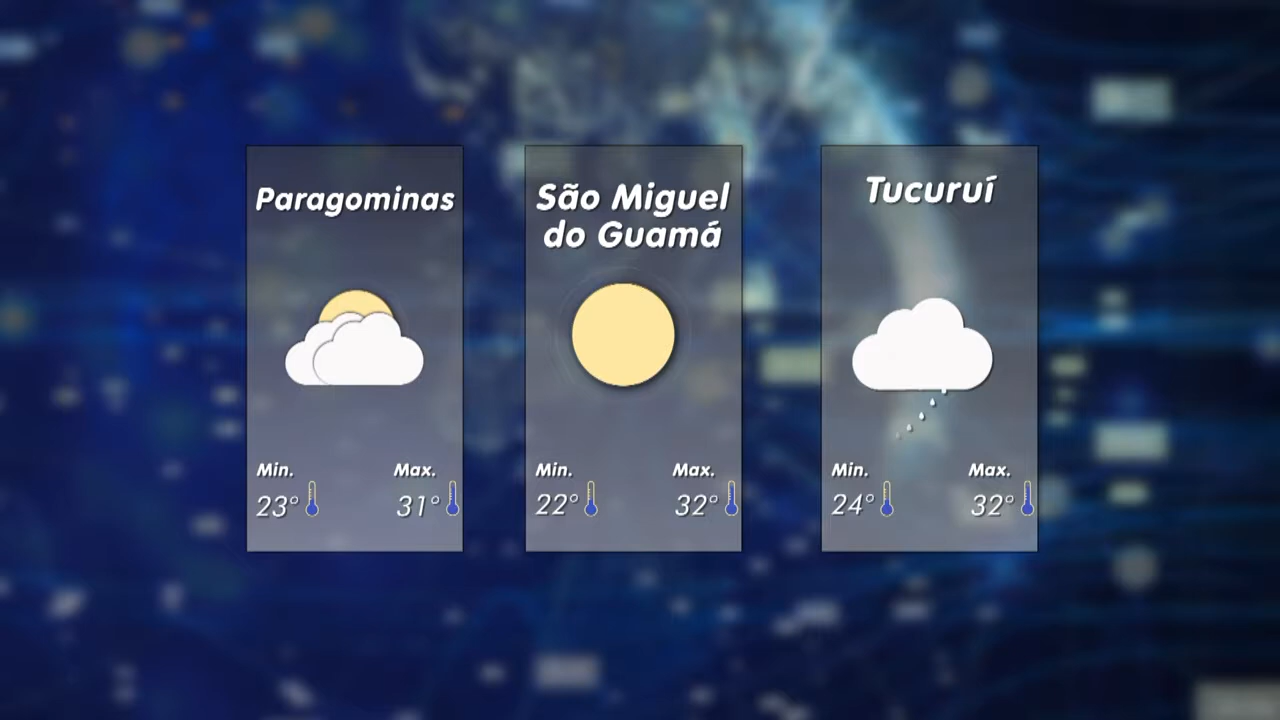 Paragominas
Min. Max.
23° 31°
São Miguel
do Guamá
Min. Max.
22° 32°
Tucuruí
Min. Max.
24° 32°